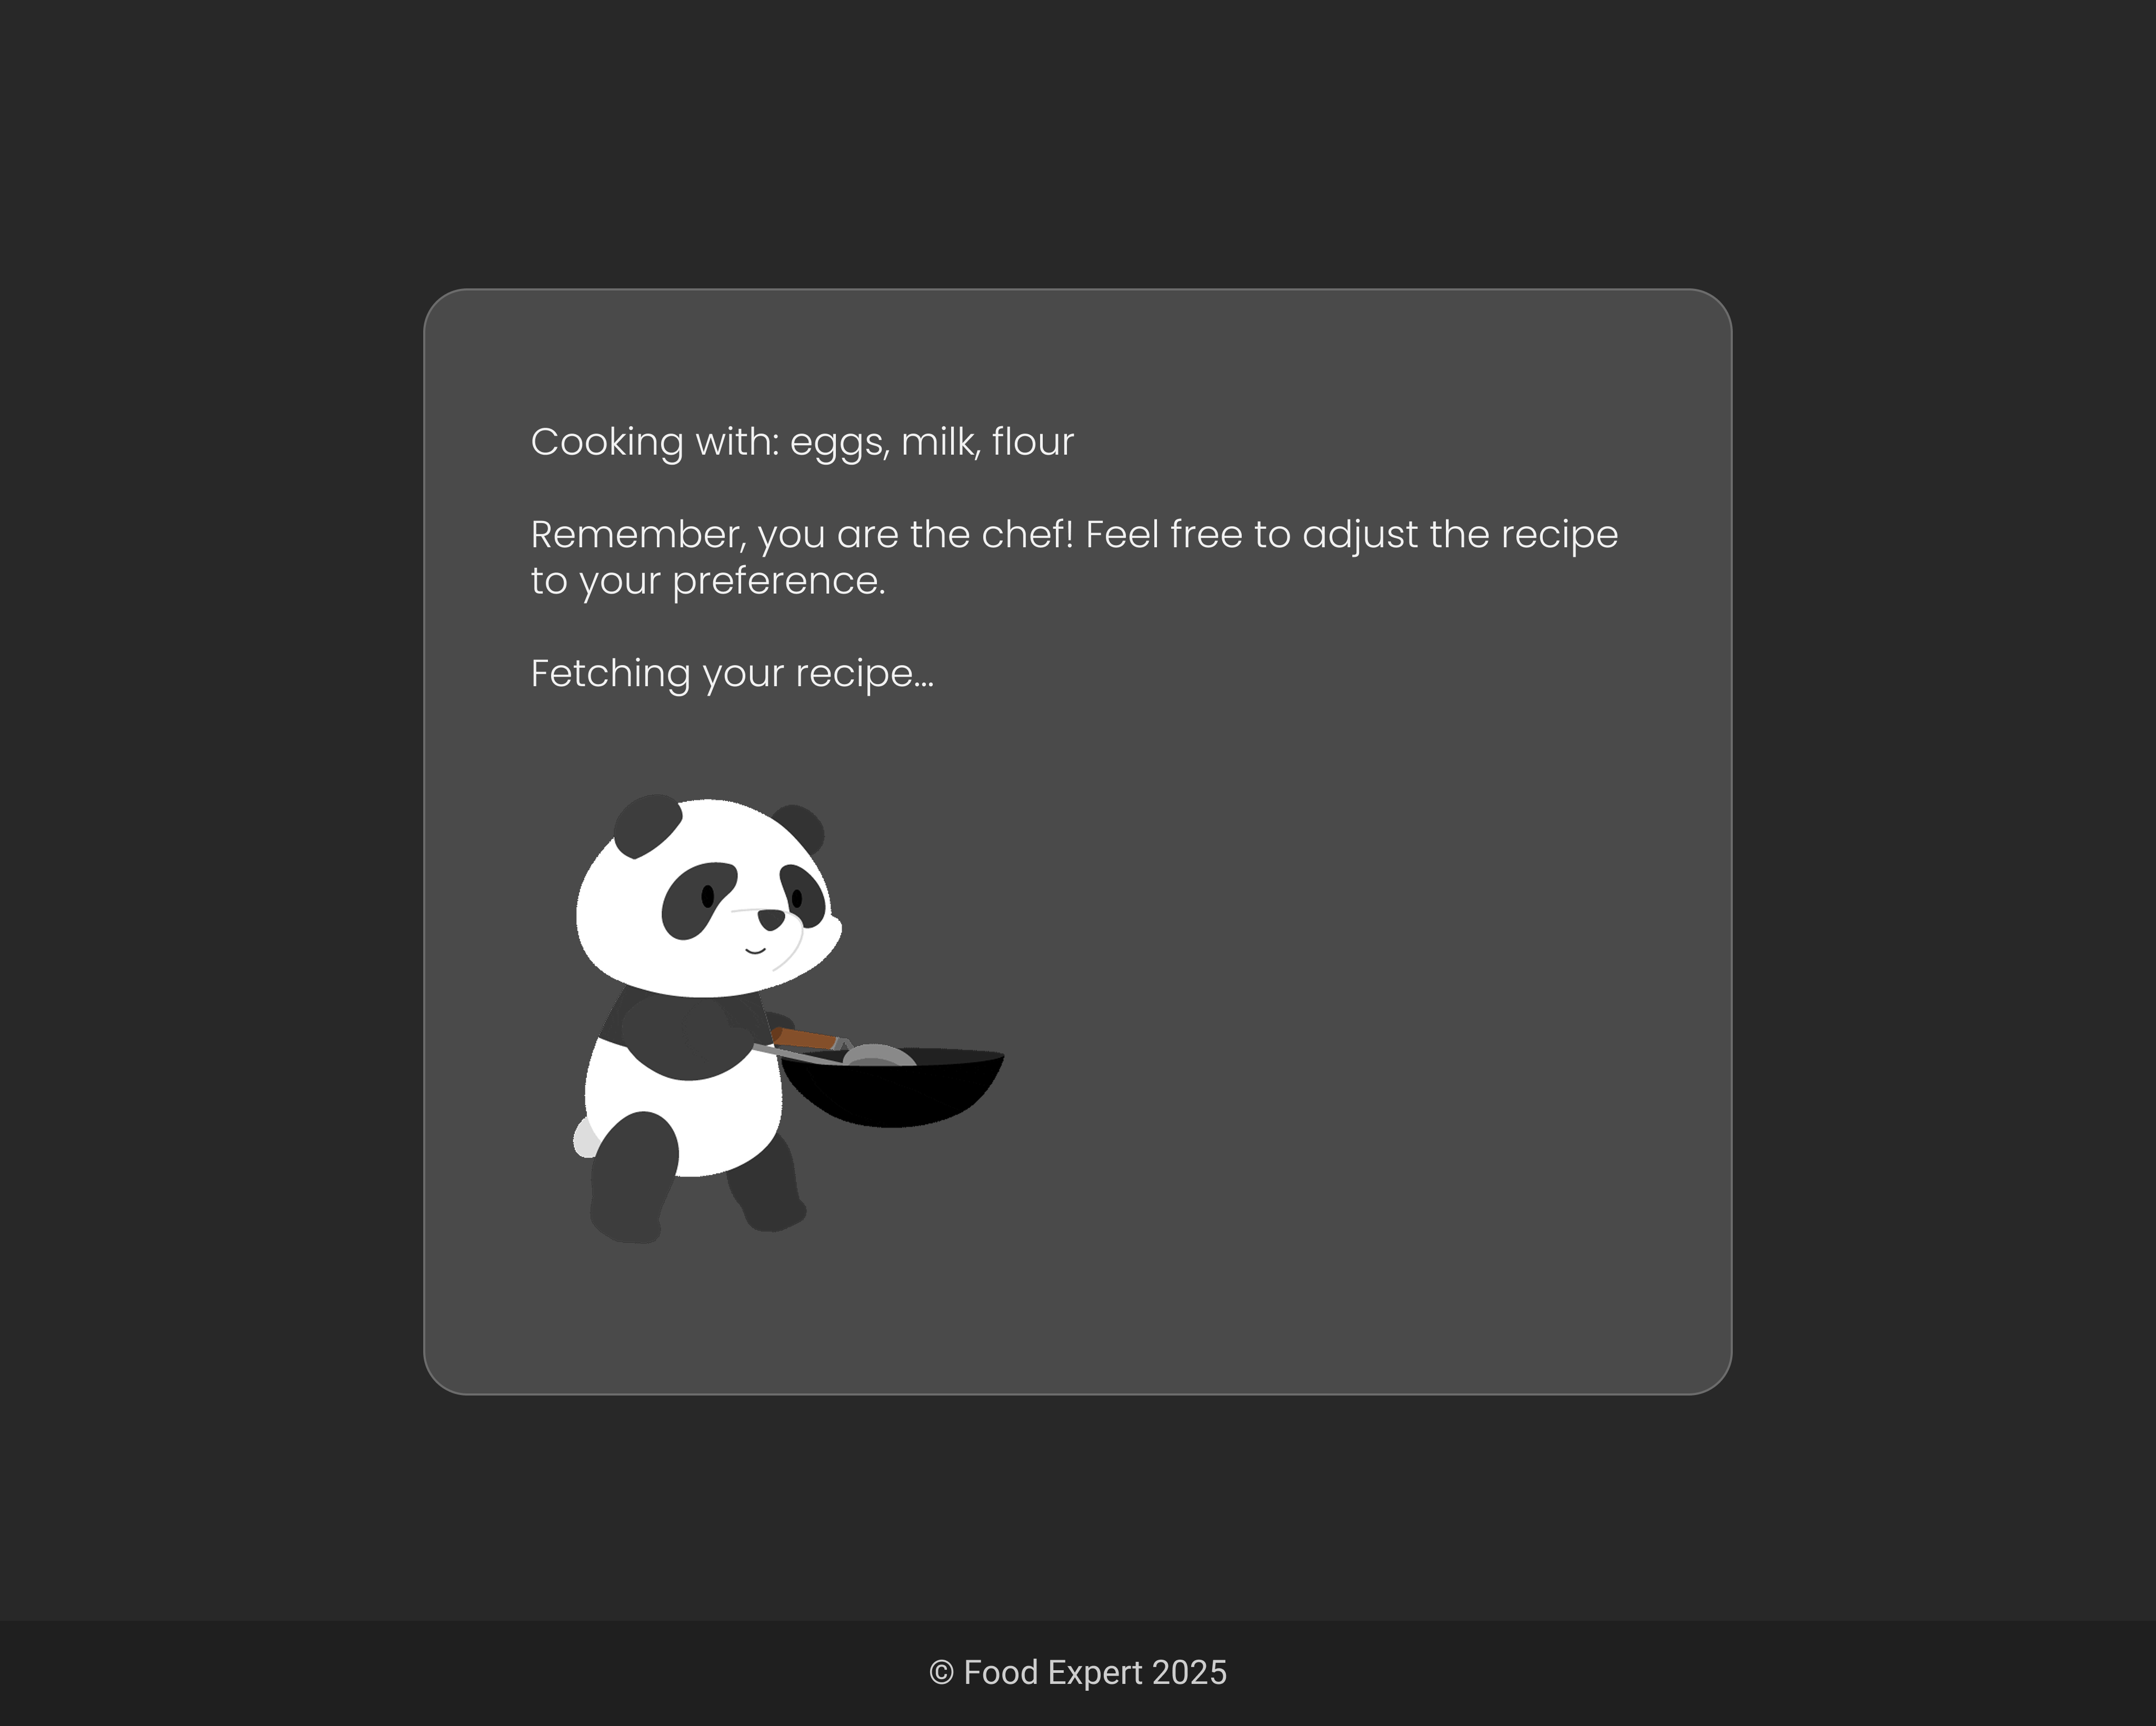 Cooking with: eggs, milk, flour
Remember, you are the chef! Feel free to adjust the recipe
to your preference.
Fetching your recipe...
© Food Expert 2025